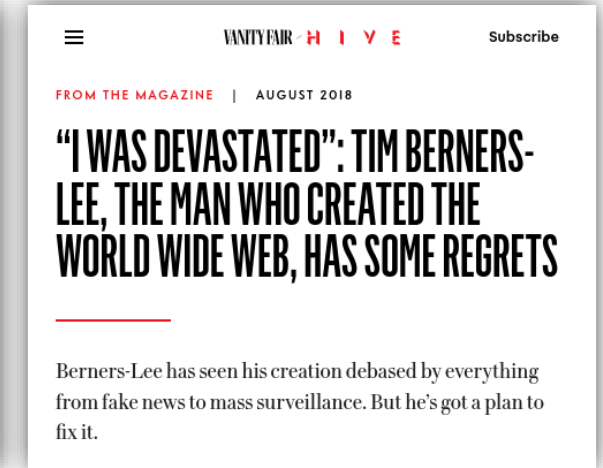 VANITY FAIR HIVE Subscribe
FROM THE MAGAZINE | AUGUST 2018
“I WAS DEVASTATED”: TIM BERNERS-
LEE, THE MAN WHO CREATED THE
WORLD WIDE WEB, HAS SOME REGRETS
Berners-Lee has seen his creation debased by everything
from fake news to mass surveillance. But he’s got a plan to
fix it.